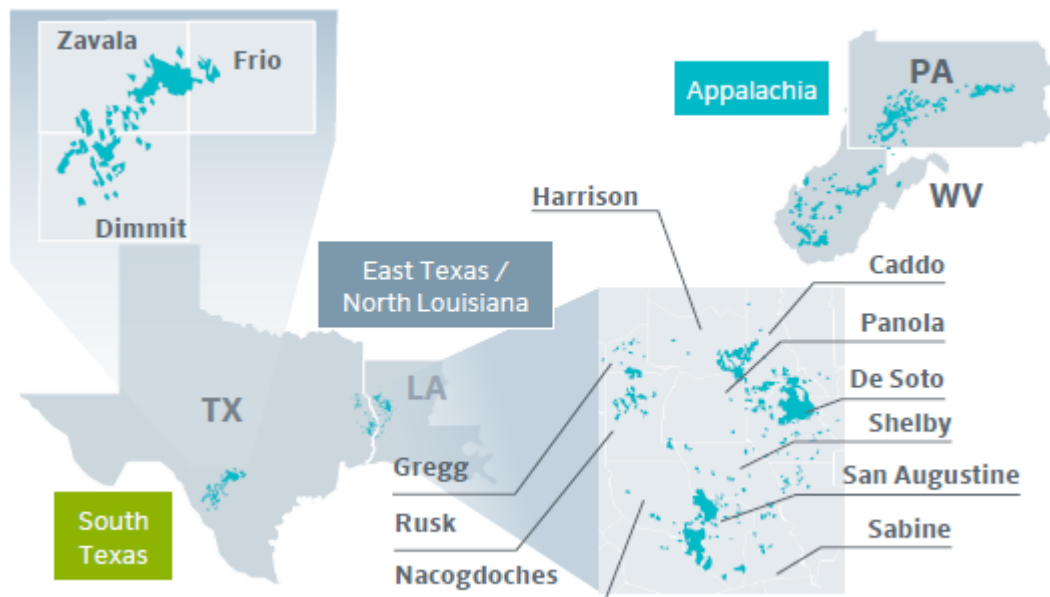 Zavala
Frio
Dimmit
Appalachia
PA
WV
Harrison
East Texas /
North Louisiana
Caddo
Panola
De Soto
Shelby
San Augustine
Sabine
TX
LA
Gregg
Rusk
Nacogdoches
South
Texas